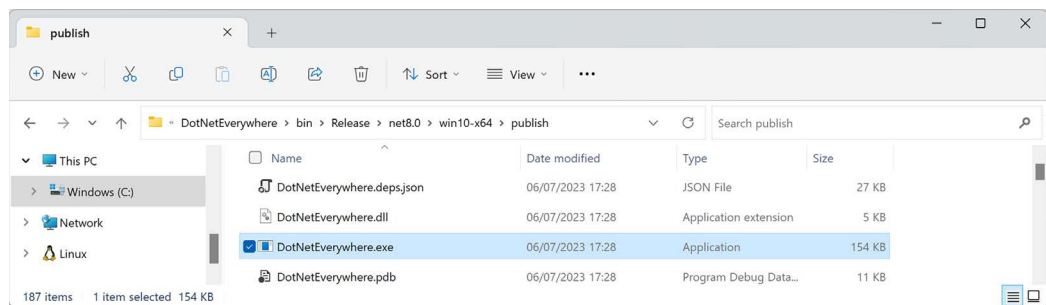 publish
New Sort View
DotNetEverywhere > bin > Release > net8.0 > win10-x64 > publish Search publish
This PC
Windows (C:)
Network
Linux
Name Date modified Type Size
DotNetEverywhere.deps.json 06/07/2023 17:28 JSON File 27 KB
DotNetEverywhere.dll 06/07/2023 17:28 Application extension 5 KB
DotNetEverywhere.exe 06/07/2023 17:28 Application 154 KB
DotNetEverywhere.pdb 06/07/2023 17:28 Program Debug Data... 11 KB
187 items 1 item selected 154 KB